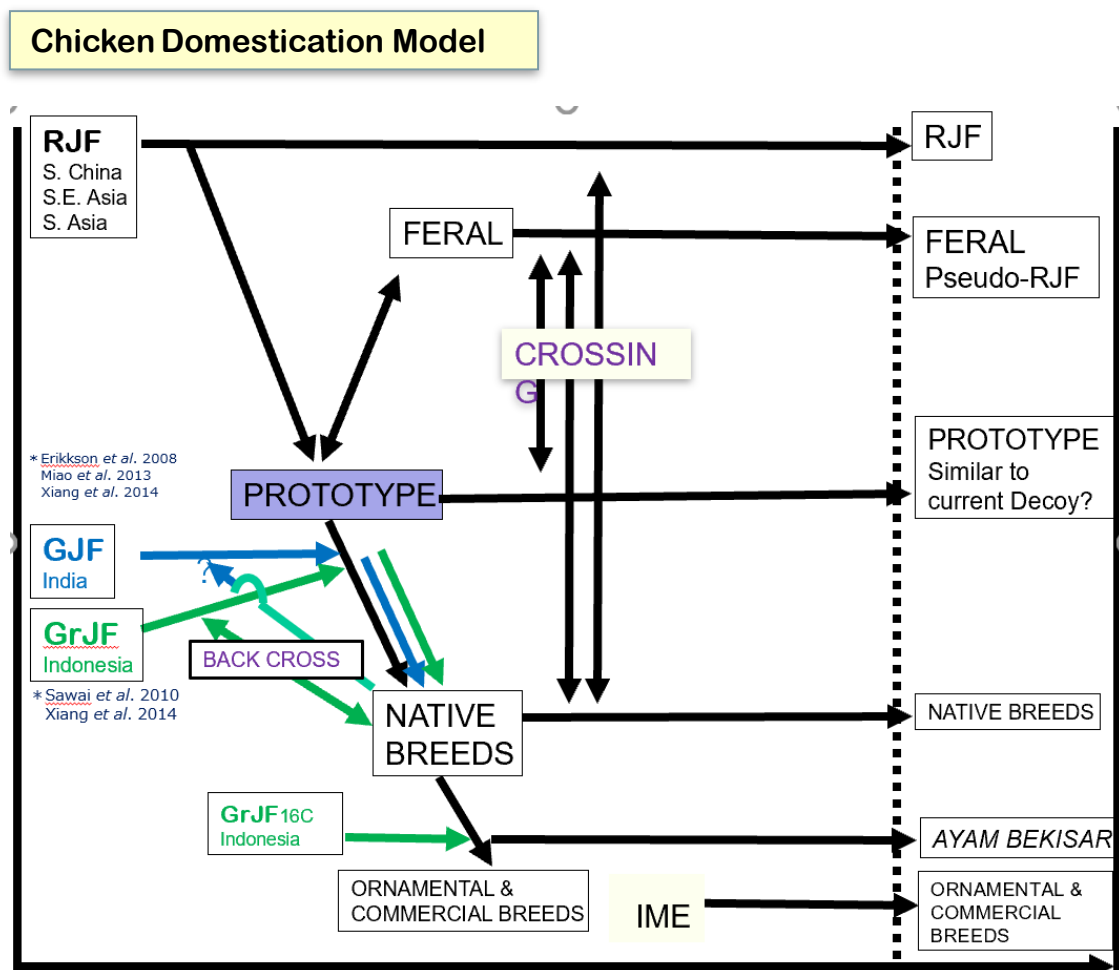 Chicken Domestication Model
RJF
S. China
S.E. Asia
S. Asia
RJF
FERAL
FERAL
Pseudo-RJF
CROSSIN
G
* Erikkson et al. 2008
Miao et al. 2013
Xiang et al. 2014
PROTOTYPE
PROTOTYPE
Similar to
current Decoy?
GJF
India
?
GrJF
Indonesia
BACK CROSS
* Sawai et al. 2010
Xiang et al. 2014
NATIVE
BREEDS
NATIVE BREEDS
GrJF 16C
Indonesia
AYAM BEKISAR
ORNAMENTAL &
COMMERCIAL BREEDS
IME
ORNAMENTAL &
COMMERCIAL
BREEDS